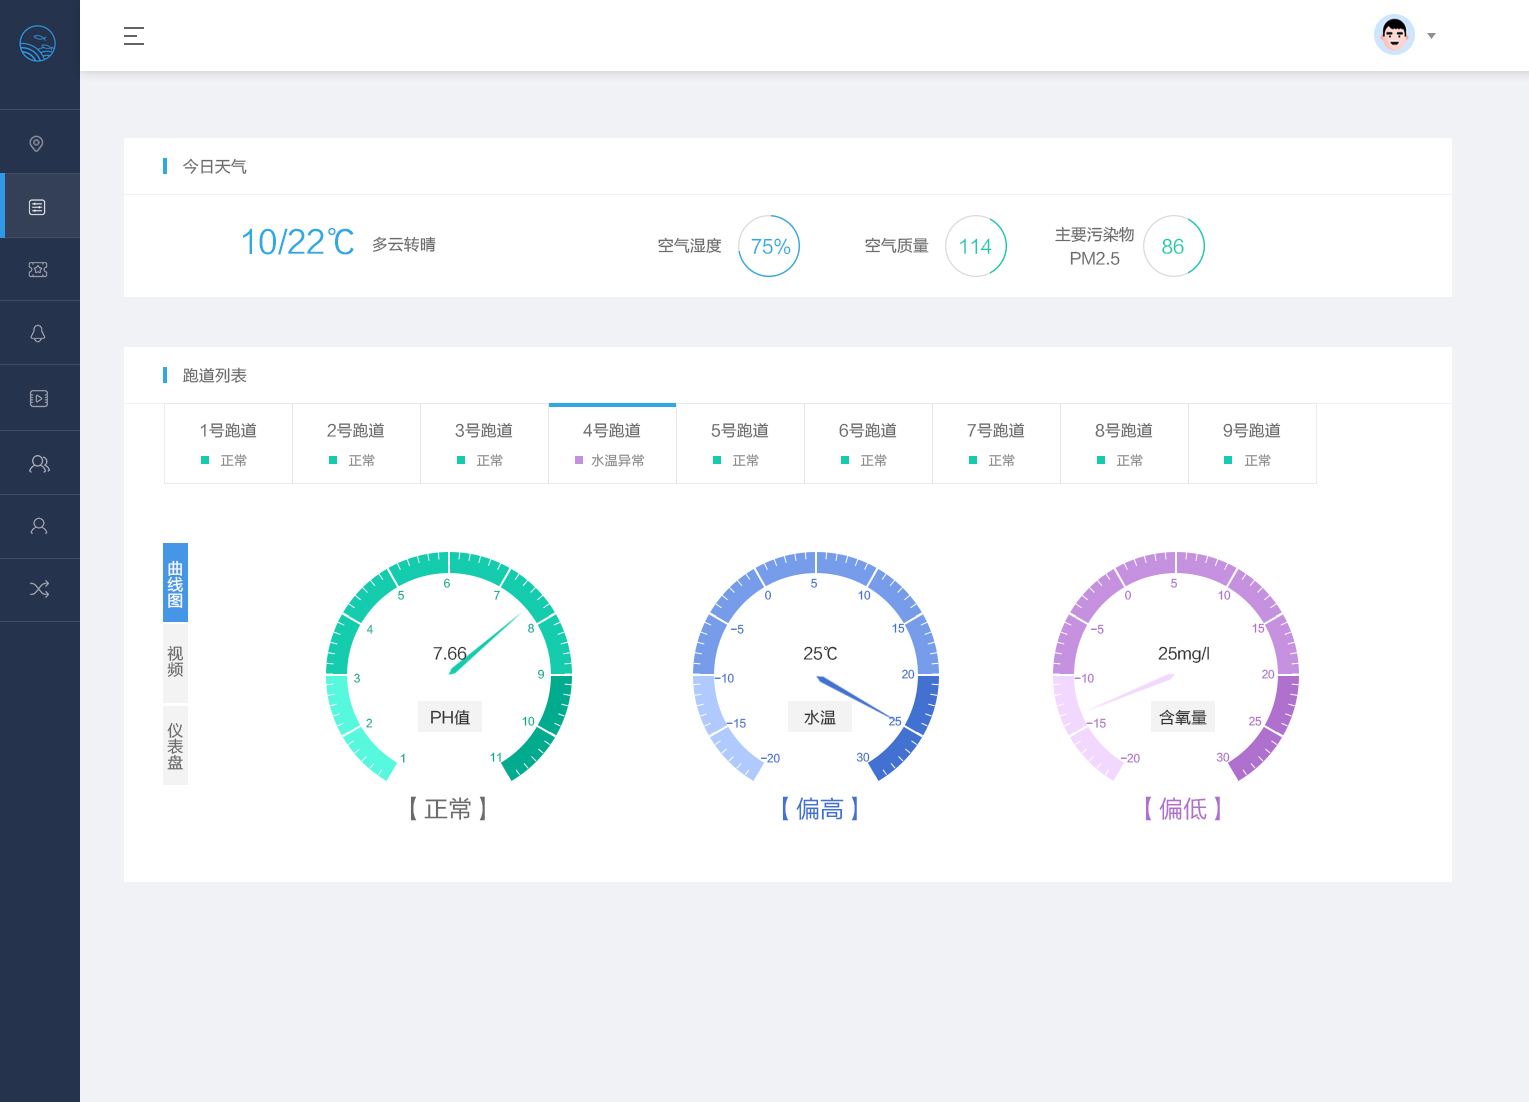 今日天气
10/22℃ 多云转晴
空气湿度 75%
空气质量 114
主要污染物
PM2.5
86
跑道列表
1号跑道 2号跑道 3号跑道 4号跑道 5号跑道 6号跑道 7号跑道 8号跑道 9号跑道
正常 正常 正常 水温异常 正常 正常 正常 正常 正常
曲线图
视频
仪表盘
1 2 3 4 5 6 7 8 9 10 11
7.66
PH值
【正常】
-20 -15 -10 -5 0 5 10 15 20 25 30
25℃
水温
【偏高】
-20 -15 -10 -5 0 5 10 15 20 25 30
25mg/l
含氧量
【偏低】